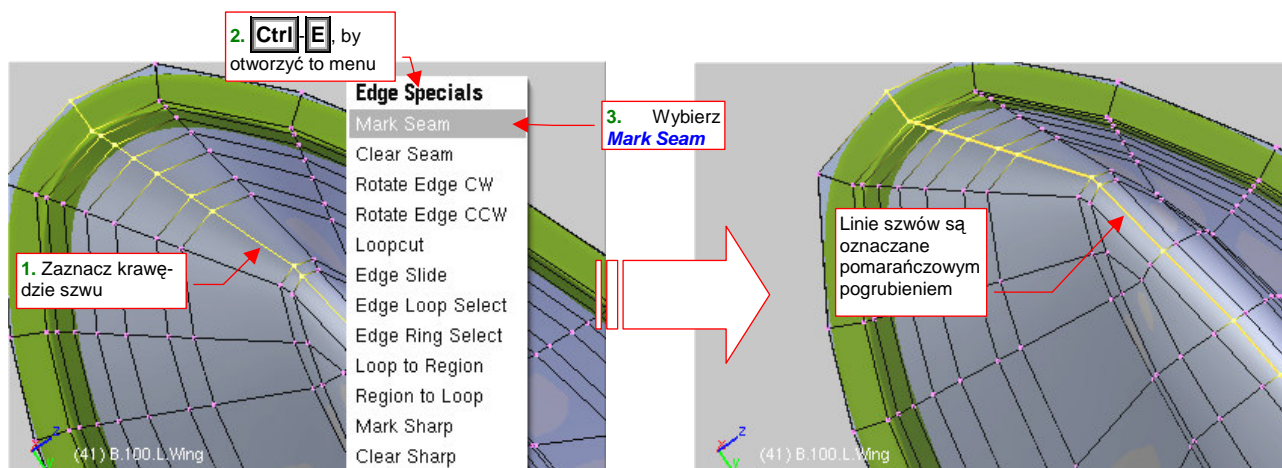 2. Ctrl-E, by
otworzyć to menu
Edge Specials
Mark Seam
Clear Seam
Rotate Edge CW
Rotate Edge CCW
Loopcut
Edge Slide
Edge Loop Select
Edge Ring Select
Loop to Region
Region to Loop
Mark Sharp
Clear Sharp
3. Wybierz
Mark Seam
1. Zaznacz krawę-
dzie szwu
Linie szwów są
oznaczane
pomarańczowym
pogrubieniem
x z y
(41) B.100.L.Wing
x z y
(41) B.100.L.Wing